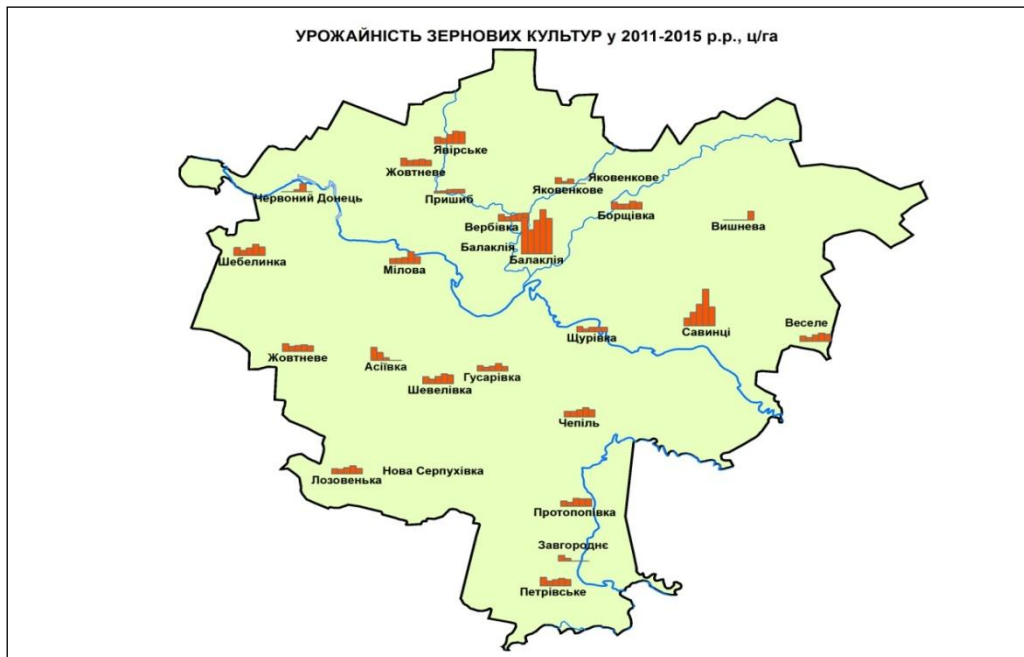 УРОЖАЙНІСТЬ ЗЕРНОВИХ КУЛЬТУР у 2011-2015 р.р., ц/га
Явірське
Жовтневе
Яковенкове
Яковенкове
Червоний Донець
Пришиб
Борщівка
Вишнева
Вербівка
Балаклія
Балаклія
Шебелинка
Мілова
Веселе
Савинці
Щурівка
Жовтневе
Асіївка
Гусарівка
Шевелівка
Чепіль
Нова Серпухівка
Лозовенька
Протопопівка
Завгороднє
Петрівське